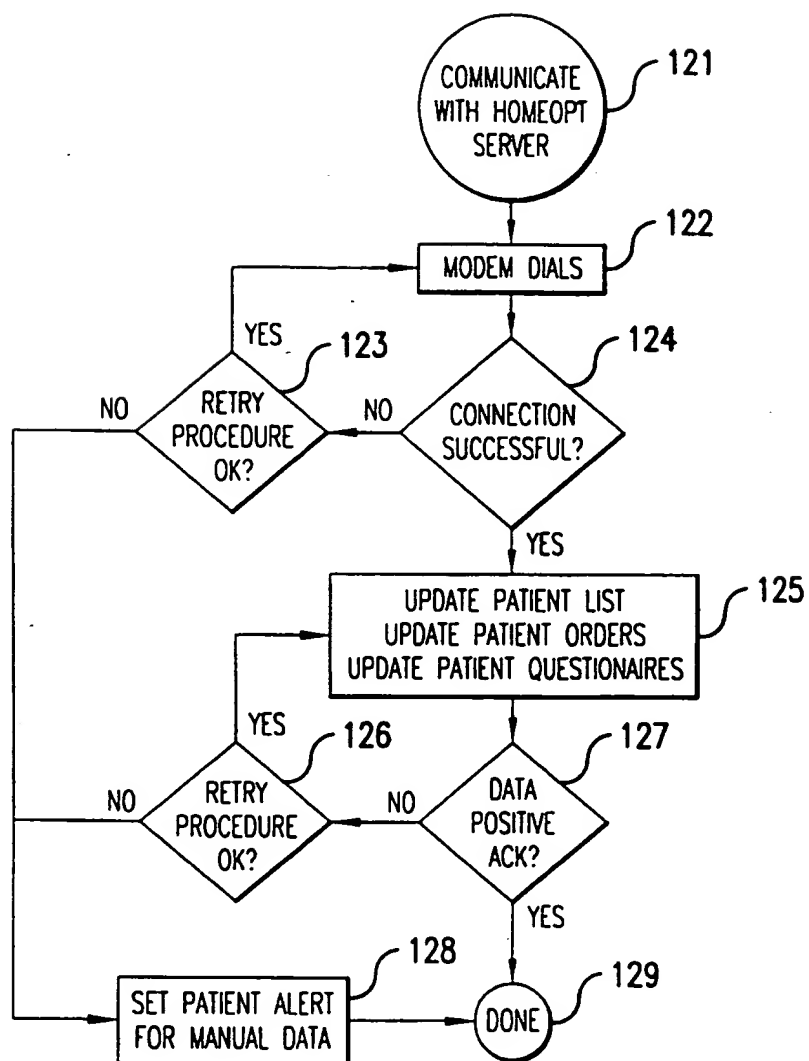 COMMUNICATE
WITH HOMEOPT
SERVER
121
MODEM DIALS
122
YES
123
124
NO
RETRY
PROCEDURE
OK?
NO
CONNECTION
SUCCESSFUL?
YES
UPDATE PATIENT LIST
UPDATE PATIENT ORDERS
UPDATE PATIENT QUESTIONAIRES
125
YES
126
127
NO
RETRY
PROCEDURE
OK?
NO
DATA
POSITIVE
ACK?
YES
128
129
SET PATIENT ALERT
FOR MANUAL DATA
DONE